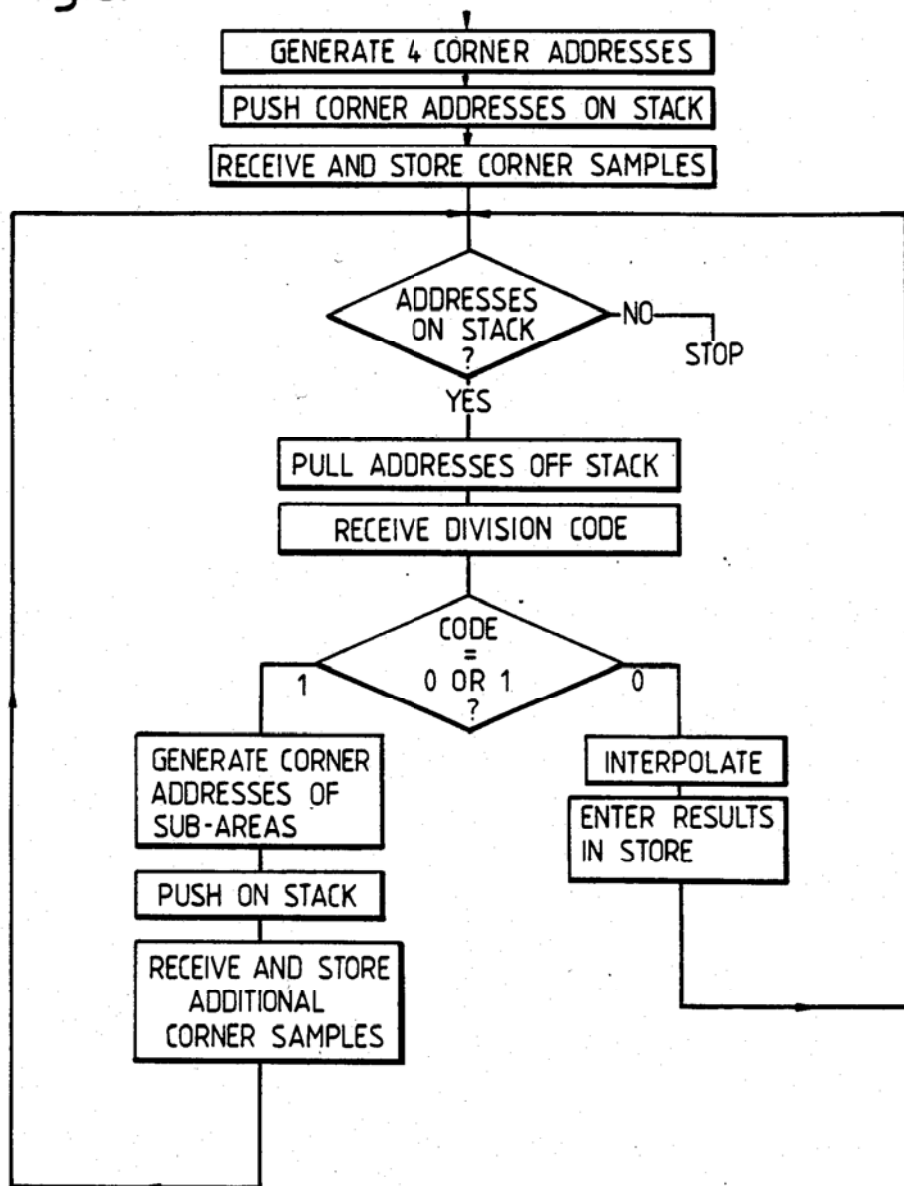 GENERATE 4 CORNER ADDRESSES
PUSH CORNER ADDRESSES ON STACK
RECEIVE AND STORE CORNER SAMPLES
ADDRESSES
ON STACK
?
NO
STOP
YES
PULL ADDRESSES OFF STACK
RECEIVE DIVISION CODE
CODE
=
0 OR 1
?
1
0
GENERATE CORNER
ADDRESSES OF
SUB-AREAS
PUSH ON STACK
RECEIVE AND STORE
ADDITIONAL
CORNER SAMPLES
INTERPOLATE
ENTER RESULTS
IN STORE